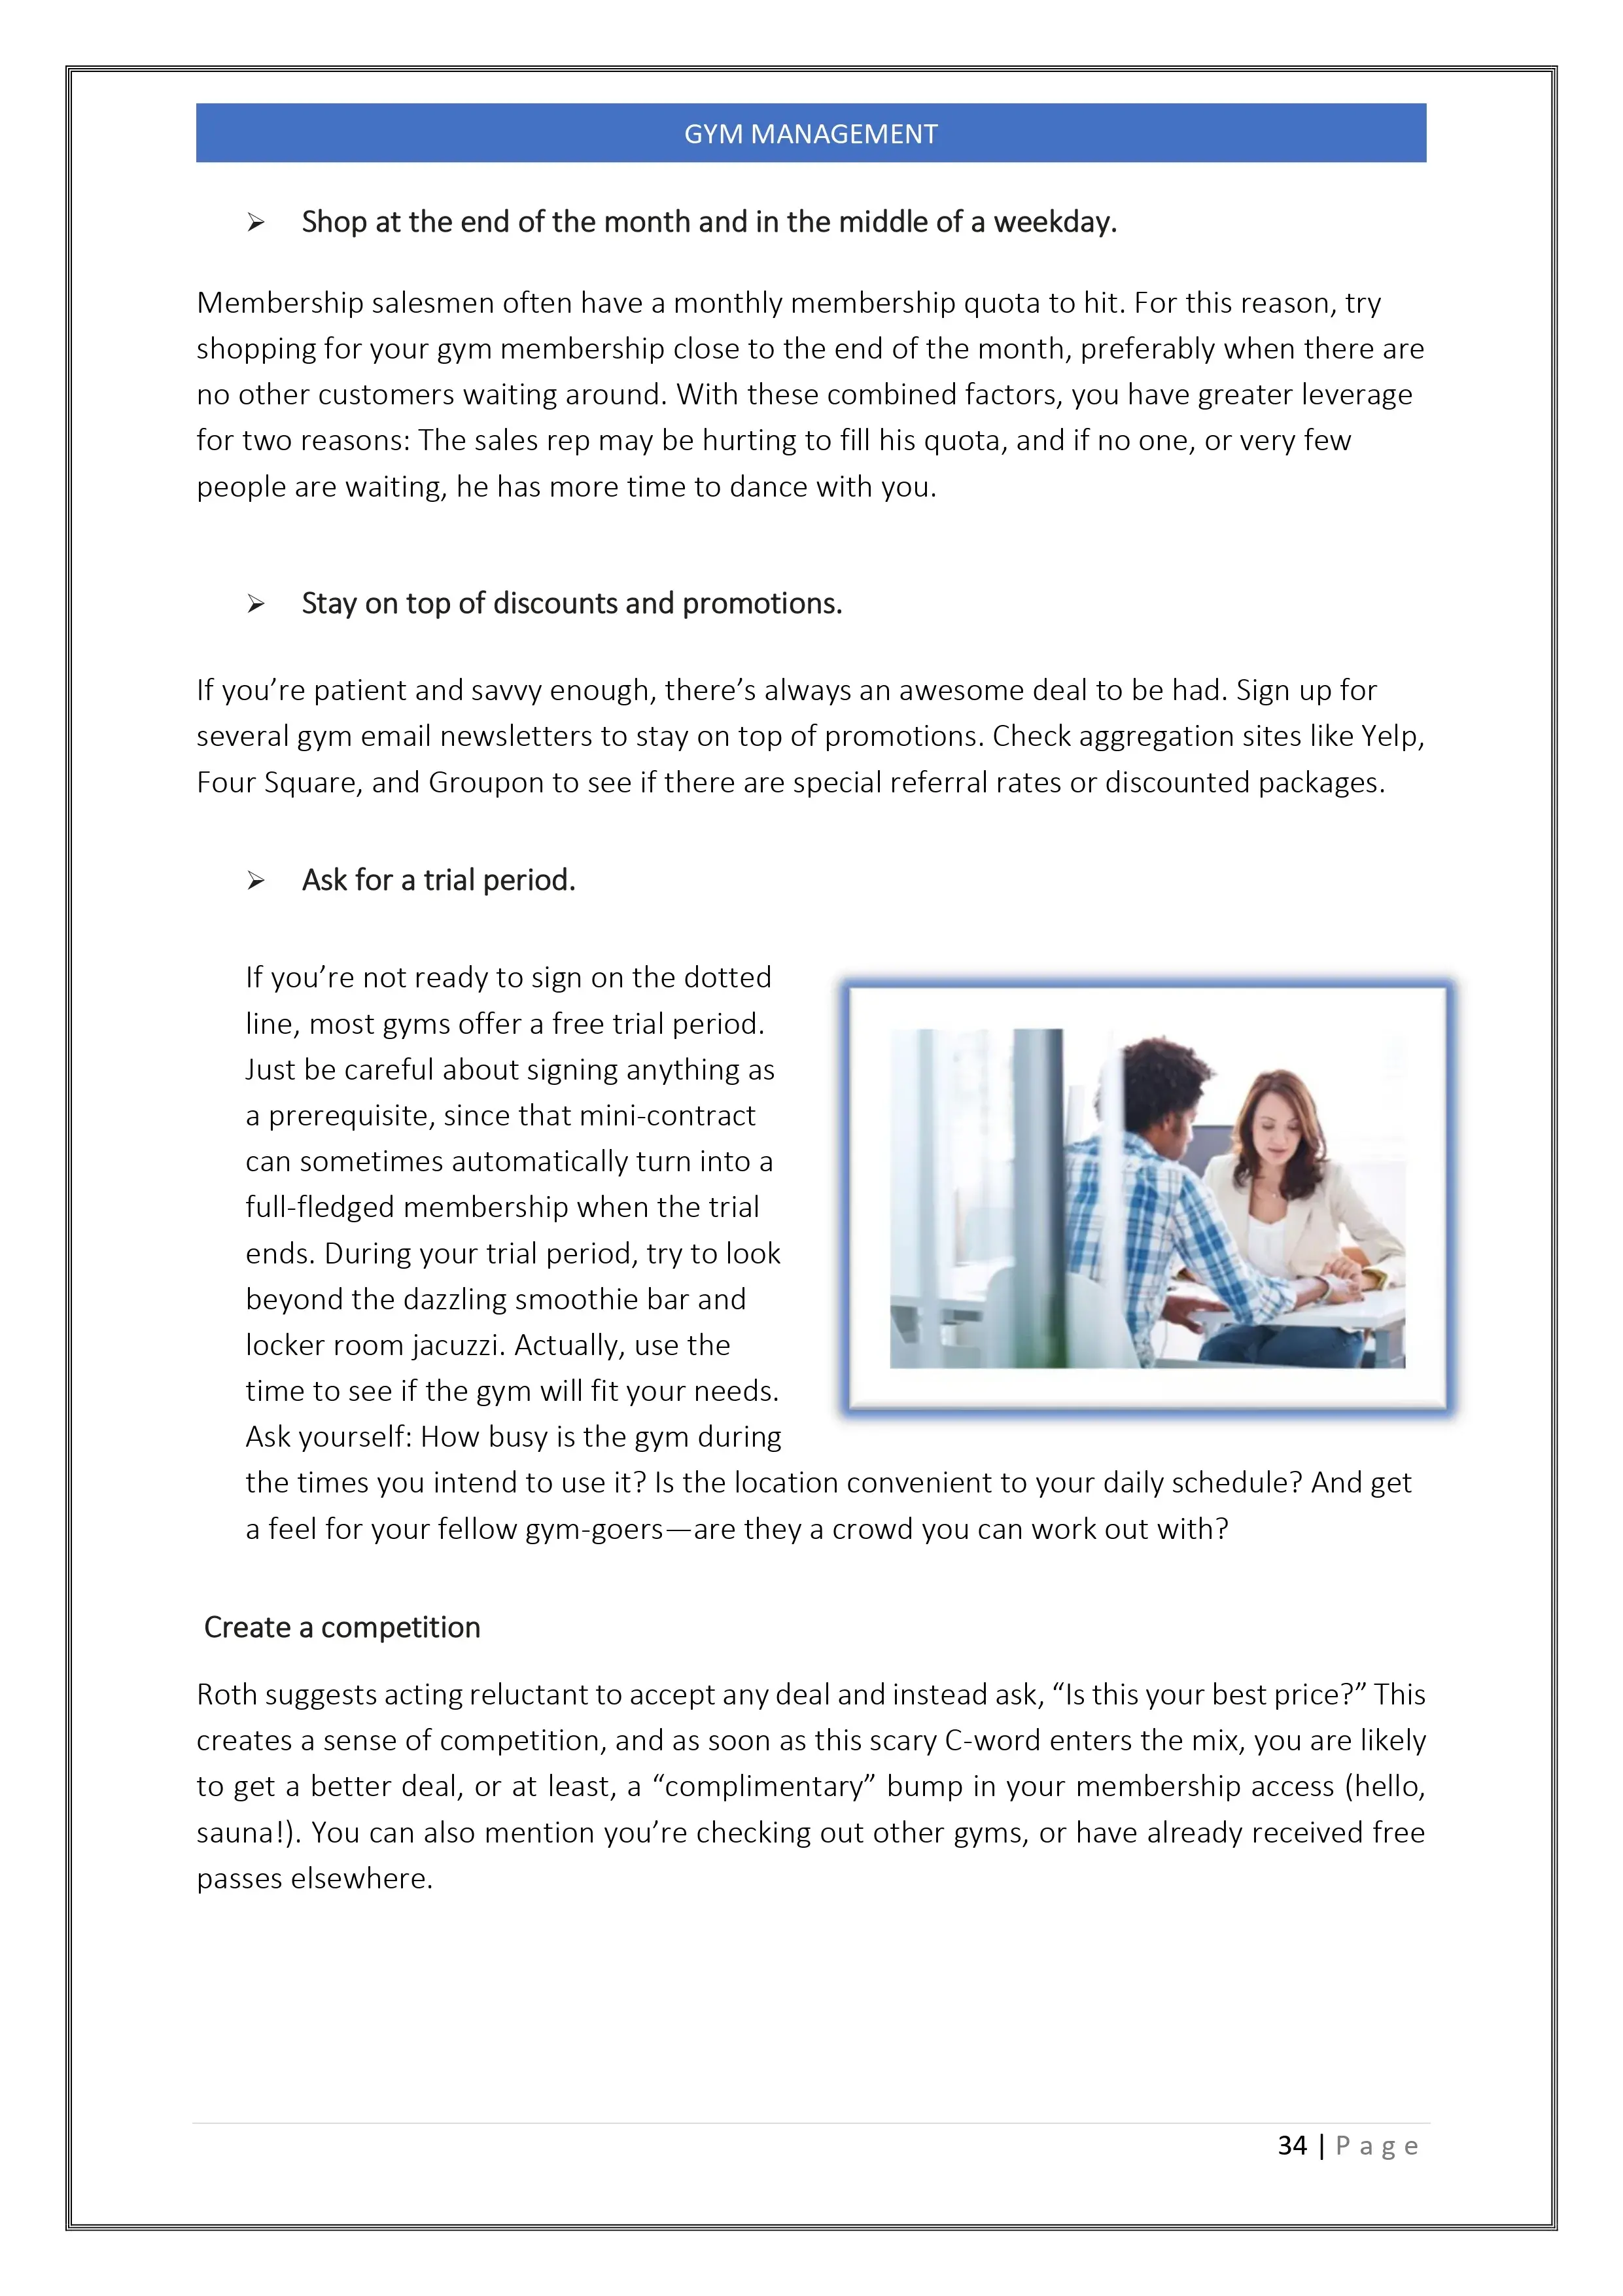 GYM MANAGEMENT
➢ Shop at the end of the month and in the middle of a weekday.
Membership salesmen often have a monthly membership quota to hit. For this reason, try
shopping for your gym membership close to the end of the month, preferably when there are
no other customers waiting around. With these combined factors, you have greater leverage
for two reasons: The sales rep may be hurting to fill his quota, and if no one, or very few
people are waiting, he has more time to dance with you.
➢ Stay on top of discounts and promotions.
If you’re patient and savvy enough, there’s always an awesome deal to be had. Sign up for
several gym email newsletters to stay on top of promotions. Check aggregation sites like Yelp,
Four Square, and Groupon to see if there are special referral rates or discounted packages.
➢ Ask for a trial period.
If you’re not ready to sign on the dotted
line, most gyms offer a free trial period.
Just be careful about signing anything as
a prerequisite, since that mini-contract
can sometimes automatically turn into a
full-fledged membership when the trial
ends. During your trial period, try to look
beyond the dazzling smoothie bar and
locker room jacuzzi. Actually, use the
time to see if the gym will fit your needs.
Ask yourself: How busy is the gym during
the times you intend to use it? Is the location convenient to your daily schedule? And get
a feel for your fellow gym-goers—are they a crowd you can work out with?
Create a competition
Roth suggests acting reluctant to accept any deal and instead ask, “Is this your best price?” This
creates a sense of competition, and as soon as this scary C-word enters the mix, you are likely
to get a better deal, or at least, a “complimentary” bump in your membership access (hello,
sauna!). You can also mention you’re checking out other gyms, or have already received free
passes elsewhere.
34 | P a g e